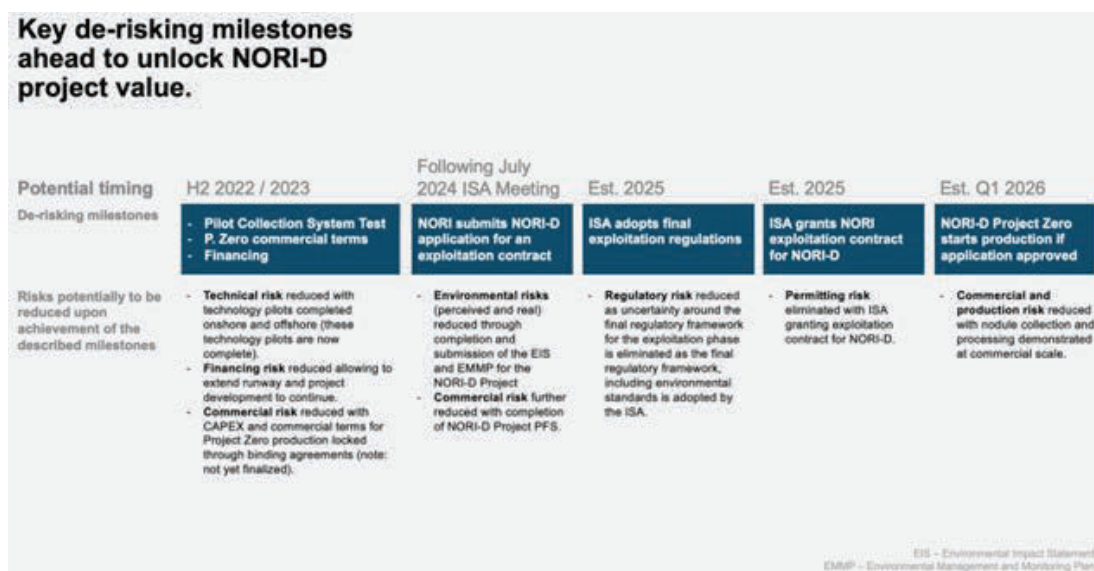 Key de-risking milestones
ahead to unlock NORI-D
project value.
Potential timing
H2 2022 / 2023
Following July
2024 ISA Meeting
Est. 2025
Est. 2025
Est. Q1 2026
De-risking milestones
- Pilot Collection System Test
- P. Zero commercial terms
- Financing
NORI submits NORI-D
application for an
exploitation contract
ISA adopts final
exploitation regulations
ISA grants NORI
exploitation contract
for NORI-D
NORI-D Project Zero
starts production if
application approved
Risks potentially to be
reduced upon
achievement of the
described milestones
- Technical risk reduced with
technology pilots completed
onshore and offshore (these
technology pilots are now
complete).
- Financing risk reduced allowing to
extend runway and project
development to continue.
- Commercial risk reduced with
CAPEX and commercial terms for
Project Zero production locked
through binding agreements (note:
not yet finalized).
- Environmental risks
(perceived and real)
reduced through
completion and
submission of the EIS
and EMMP for the
NORI-D Project
- Commercial risk further
reduced with completion
of NORI-D Project PFS.
- Regulatory risk reduced
as uncertainty around the
final regulatory framework
for the exploitation phase
is eliminated as the final
regulatory framework,
including environmental
standards is adopted by
the ISA.
- Permitting risk
eliminated with ISA
granting exploitation
contract for NORI-D.
- Commercial and
production risk reduced
with nodule collection and
processing demonstrated
at commercial scale.
EIS – Environmental Impact Statement
EMMP – Environmental Management and Monitoring Plan